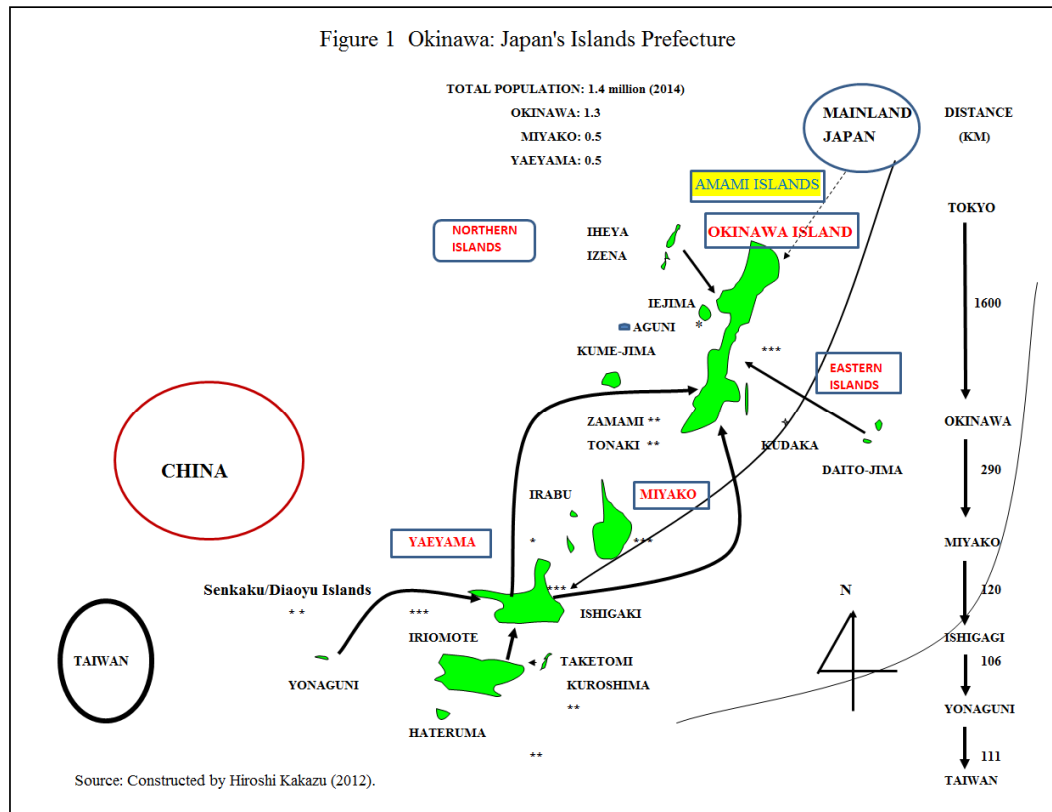 Figure 1 Okinawa: Japan's Islands Prefecture
TOTAL POPULATION: 1.4 million (2014)
OKINAWA: 1.3
MIYAKO: 0.5
YAEYAMA: 0.5
MAINLAND
JAPAN
DISTANCE
(KM)
AMAMI ISLANDS
TOKYO
NORTHERN
ISLANDS
IHEYA
IZENA
OKINAWA ISLAND
IEJIMA
1600
AGUNI *
KUME-JIMA
***
EASTERN
ISLANDS
ZAMAMI **
TONAKI **
KUDAKA
OKINAWA
DAITO-JIMA
CHINA
290
IRABU
MIYAKO
YAEYAMA
*
***
MIYAKO
Senkaku/Diaoyu Islands
* *
***
***
ISHIGAKI
N
120
ISHIGAGI
TAIWAN
IRIOMOTE
TAKETOMI
KUROSHIMA
**
106
YONAGUNI
YONAGUNI
HATERUMA
**
111
TAIWAN
Source: Constructed by Hiroshi Kakazu (2012).